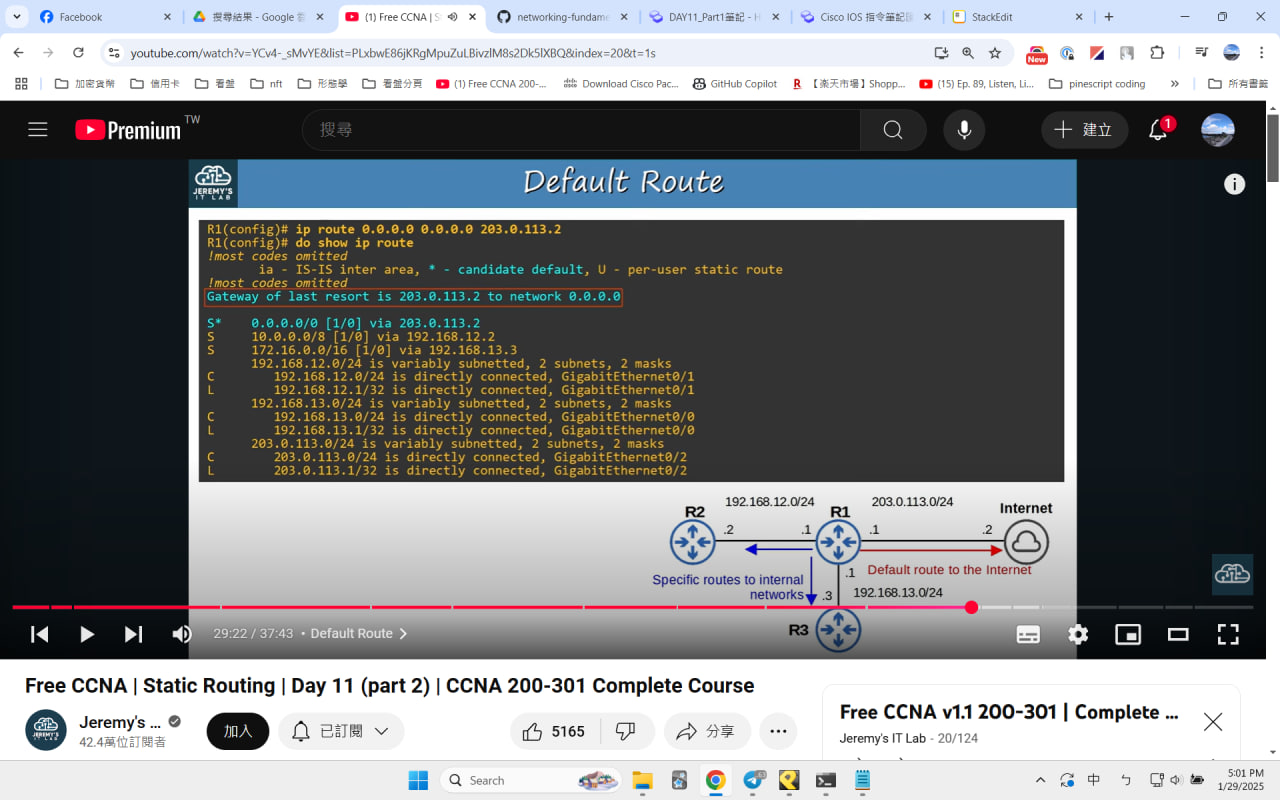 Facebook
搜尋結果 - Google 雲
(1) Free CCNA | S
networking-fundame
DAY11_Part1筆記 - H
Cisco IOS 指令筆記
StackEdit
youtube.com/watch?v=YCv4-_sMvYE&list=PLxbwE86jKRgMpuZuLBivzlM8s2Dk5lXBQ&index=20&t=1s
New
加密貨幣
信用卡
看盤
nft
形態學
看盤分頁
(1) Free CCNA 200-...
Download Cisco Pac...
GitHub Copilot
【楽天市場】Shopp...
(15) Ep. 89, Listen, Li...
pinescript coding
所有書籤
Premium TW
搜尋
建立
1
JEREMY'S
IT LAB
Default Route
R1(config)# ip route 0.0.0.0 0.0.0.0 203.0.113.2
R1(config)# do show ip route
!most codes omitted
ia - IS-IS inter area, * - candidate default, U - per-user static route
!most codes omitted
Gateway of last resort is 203.0.113.2 to network 0.0.0.0
S* 0.0.0.0/0 [1/0] via 203.0.113.2
S 10.0.0.0/8 [1/0] via 192.168.12.2
S 172.16.0.0/16 [1/0] via 192.168.13.3
192.168.12.0/24 is variably subnetted, 2 subnets, 2 masks
C 192.168.12.0/24 is directly connected, GigabitEthernet0/1
L 192.168.12.1/32 is directly connected, GigabitEthernet0/1
192.168.13.0/24 is variably subnetted, 2 subnets, 2 masks
C 192.168.13.0/24 is directly connected, GigabitEthernet0/0
L 192.168.13.1/32 is directly connected, GigabitEthernet0/0
203.0.113.0/24 is variably subnetted, 2 subnets, 2 masks
C 203.0.113.0/24 is directly connected, GigabitEthernet0/2
L 203.0.113.1/32 is directly connected, GigabitEthernet0/2
192.168.12.0/24
203.0.113.0/24
R2
R1
Internet
.2
.1
.1
.2
Specific routes to internal
networks
.1
Default route to the Internet
.3
192.168.13.0/24
R3
29:22 / 37:43 • Default Route
Free CCNA | Static Routing | Day 11 (part 2) | CCNA 200-301 Complete Course
Jeremy's ...
42.4萬位訂閱者
加入
已訂閱
5165
分享
Free CCNA v1.1 200-301 | Complete ...
Jeremy's IT Lab - 20/124
Search
中
5:01 PM
1/29/2025